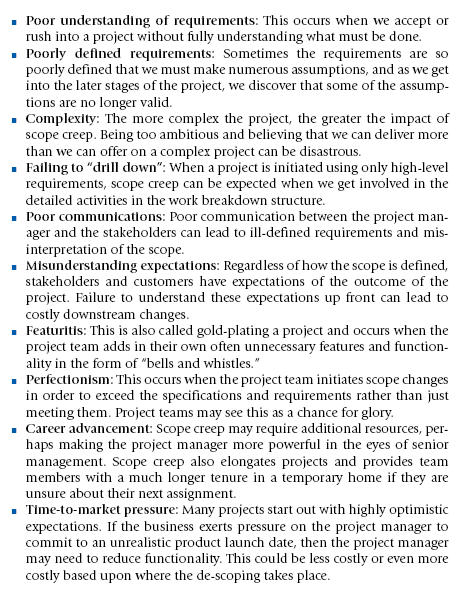 ▪ Poor understanding of requirements: This occurs when we accept or
rush into a project without fully understanding what must be done.
▪ Poorly defined requirements: Sometimes the requirements are so
poorly defined that we must make numerous assumptions, and as we get
into the later stages of the project, we discover that some of the assump-
tions are no longer valid.
▪ Complexity: The more complex the project, the greater the impact of
scope creep. Being too ambitious and believing that we can deliver more
than we can offer on a complex project can be disastrous.
▪ Failing to “drill down”: When a project is initiated using only high-level
requirements, scope creep can be expected when we get involved in the
detailed activities in the work breakdown structure.
▪ Poor communications: Poor communication between the project man-
ager and the stakeholders can lead to ill-defined requirements and mis-
interpretation of the scope.
▪ Misunderstanding expectations: Regardless of how the scope is defined,
stakeholders and customers have expectations of the outcome of the
project. Failure to understand these expectations up front can lead to
costly downstream changes.
▪ Featuritis: This is also called gold-plating a project and occurs when the
project team adds in their own often unnecessary features and function-
ality in the form of “bells and whistles.”
▪ Perfectionism: This occurs when the project team initiates scope changes
in order to exceed the specifications and requirements rather than just
meeting them. Project teams may see this as a chance for glory.
▪ Career advancement: Scope creep may require additional resources, per-
haps making the project manager more powerful in the eyes of senior
management. Scope creep also elongates projects and provides team
members with a much longer tenure in a temporary home if they are
unsure about their next assignment.
▪ Time-to-market pressure: Many projects start out with highly optimistic
expectations. If the business exerts pressure on the project manager to
commit to an unrealistic product launch date, then the project manager
may need to reduce functionality. This could be less costly or even more
costly based upon where the de-scoping takes place.